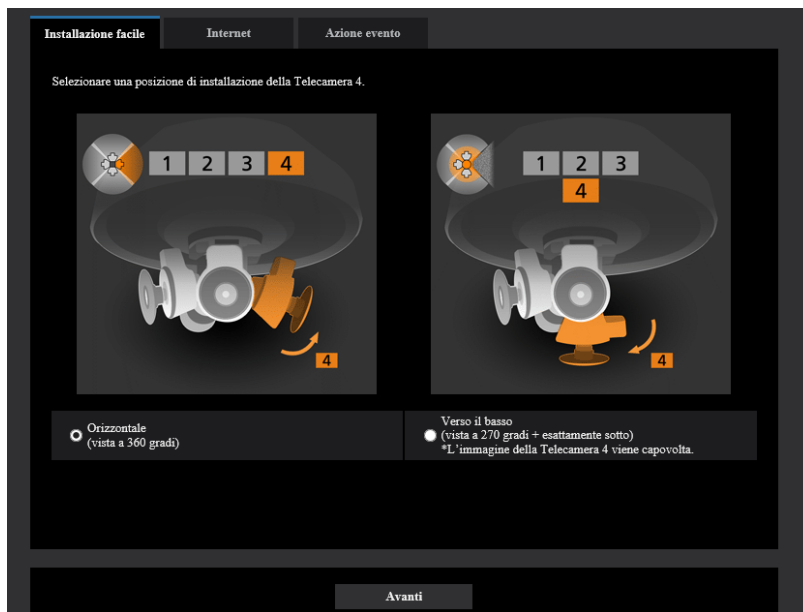 Installazione facile
Internet
Azione evento
Selezionare una posizione di installazione della Telecamera 4.
1 2 3 4
4
1 2 3
4
4
Orizzontale
(vista a 360 gradi)
Verso il basso
(vista a 270 gradi + esattamente sotto)
*L'immagine della Telecamera 4 viene capovolta.
Avanti